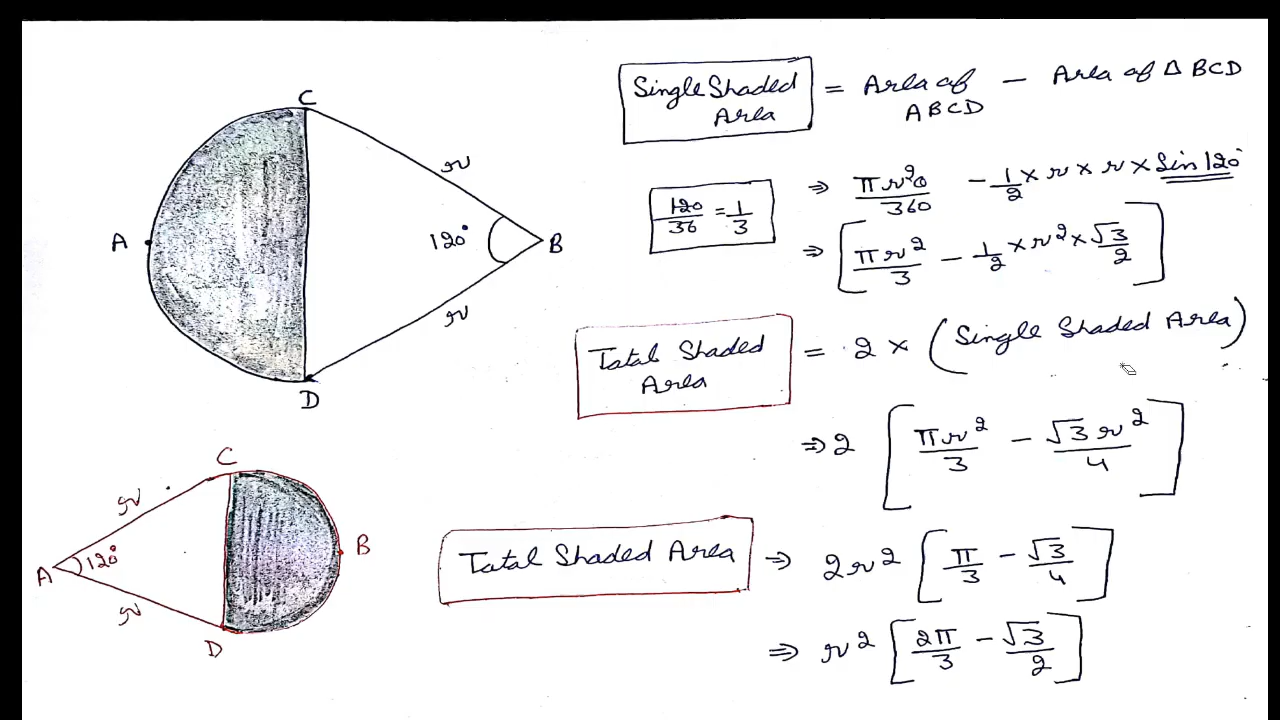 C
r
A
120°
B
r
D
Single Shaded Area = Area of ABCD − Area of Δ BCD
120/36 = 1/3
⇒ πr²θ/360 − 1/2 × r × r × Sin 120°
⇒ [πr²/3 − 1/2 × r² × √3/2]
Total Shaded Area = 2 × (Single Shaded Area)
⇒ 2 [πr²/3 − √3 r²/4]
C
r
A
120°
B
r
D
Total Shaded Area ⇒ 2r² [π/3 − √3/4]
⇒ r² [2π/3 − √3/2]